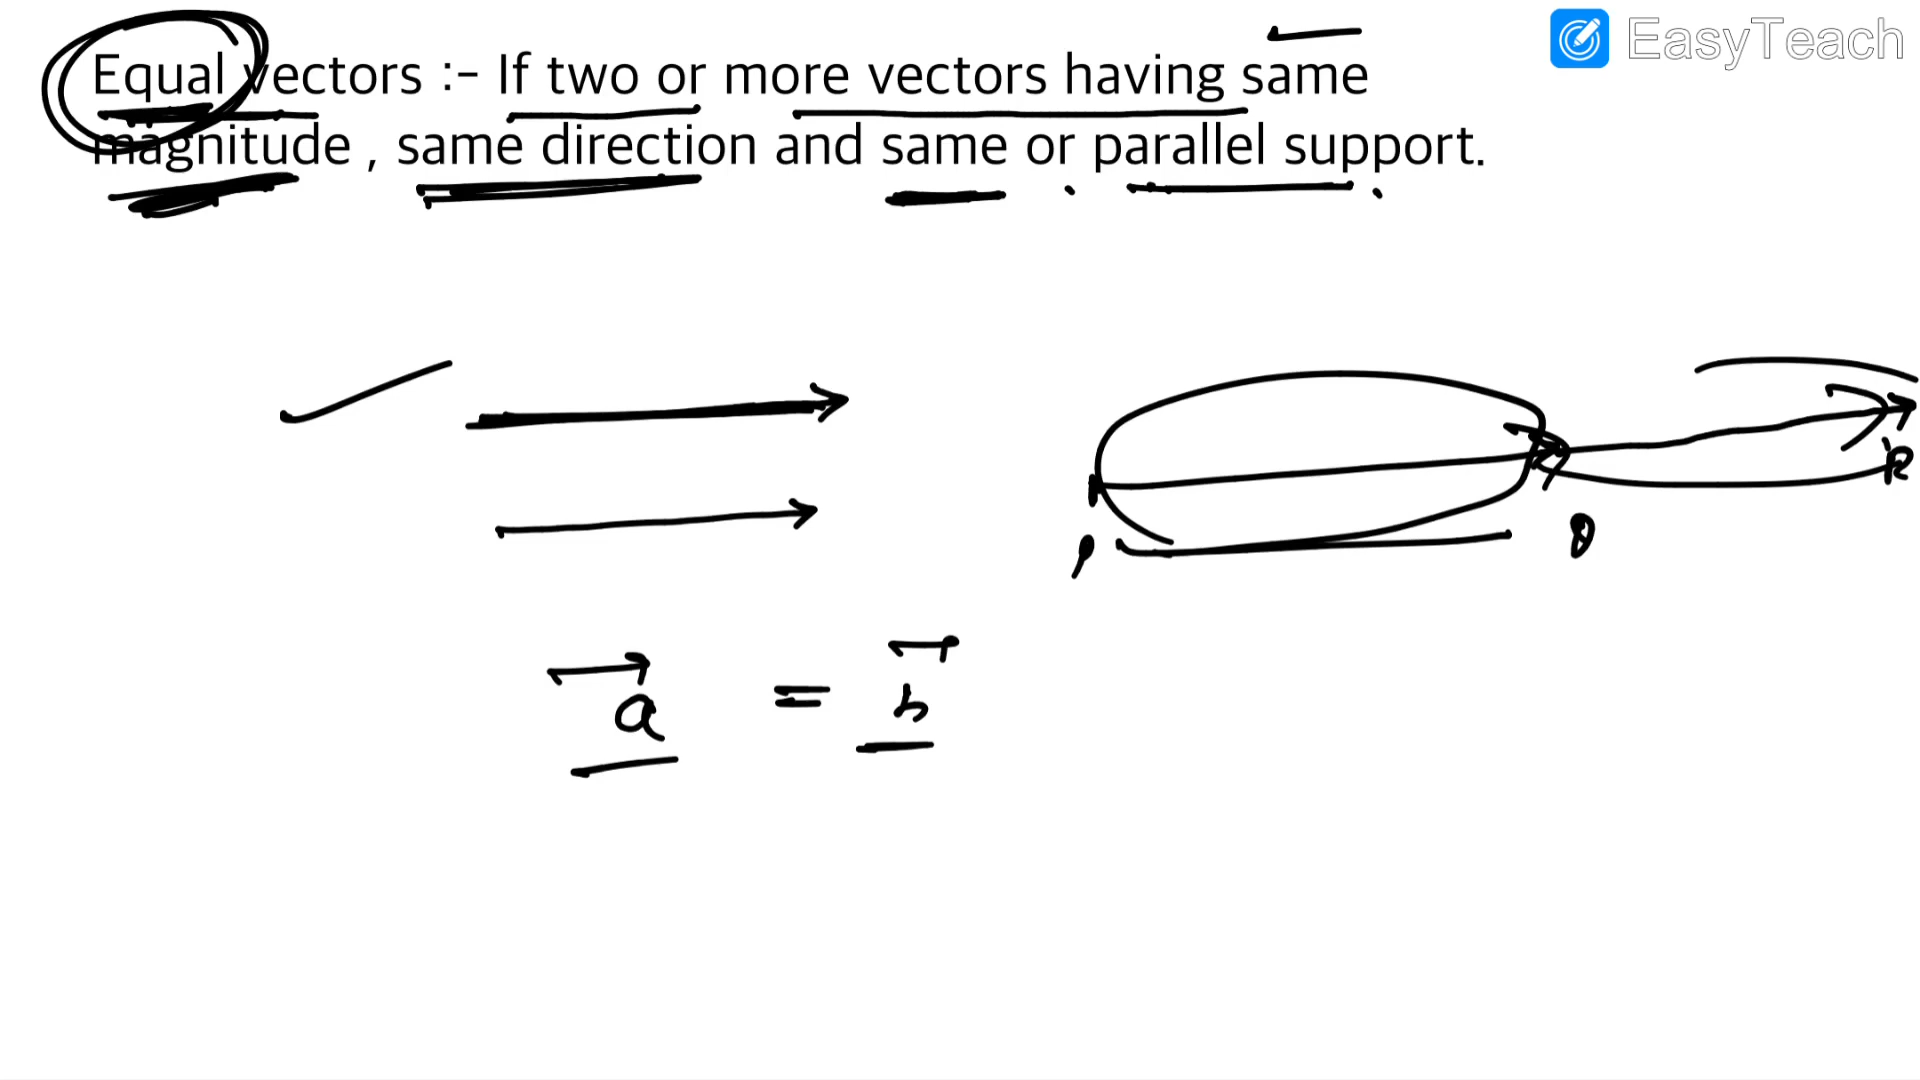 EasyTeach
Equal vectors :- If two or more vectors having same
magnitude , same direction and same or parallel support.
R
P Q
a = b